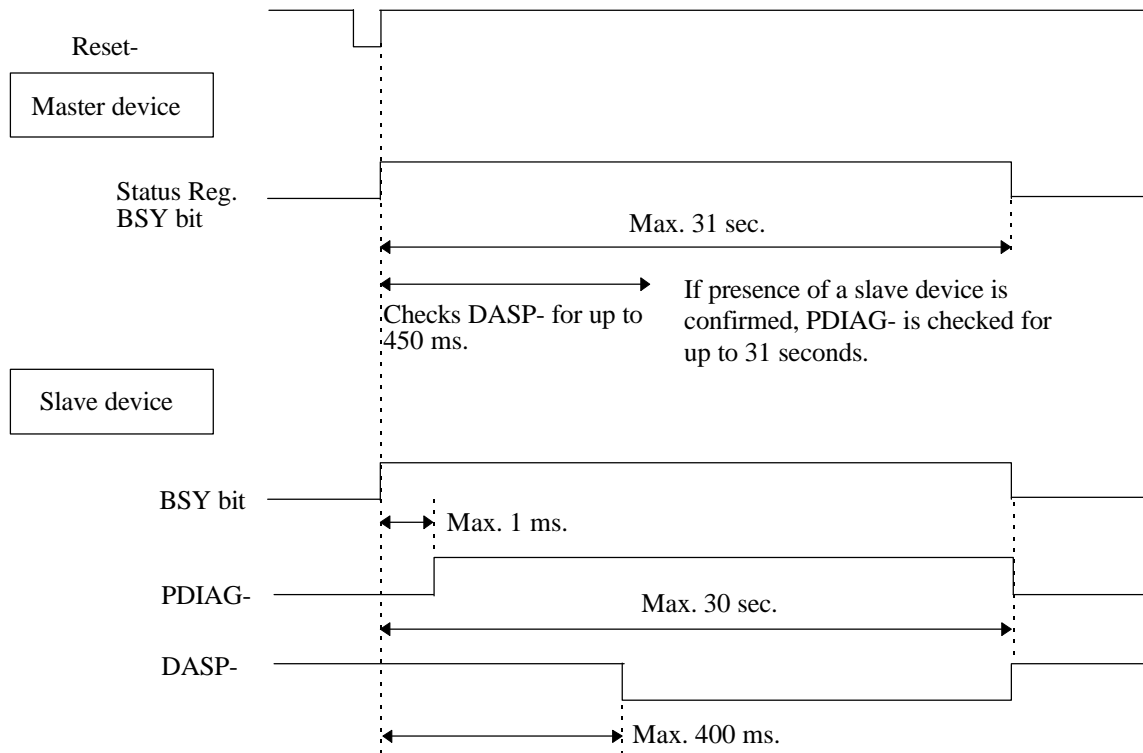 Reset-
Master device
Status Reg.
BSY bit
Max. 31 sec.
Checks DASP- for up to
450 ms.
If presence of a slave device is
confirmed, PDIAG- is checked for
up to 31 seconds.
Slave device
BSY bit
Max. 1 ms.
PDIAG-
Max. 30 sec.
DASP-
Max. 400 ms.